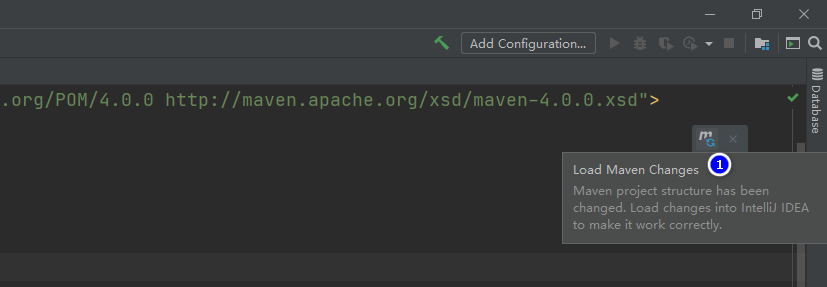 Add Configuration...
.org/POM/4.0.0 http://maven.apache.org/xsd/maven-4.0.0.xsd">
Database
m
1
Load Maven Changes
Maven project structure has been
changed. Load changes into IntelliJ IDEA
to make it work correctly.